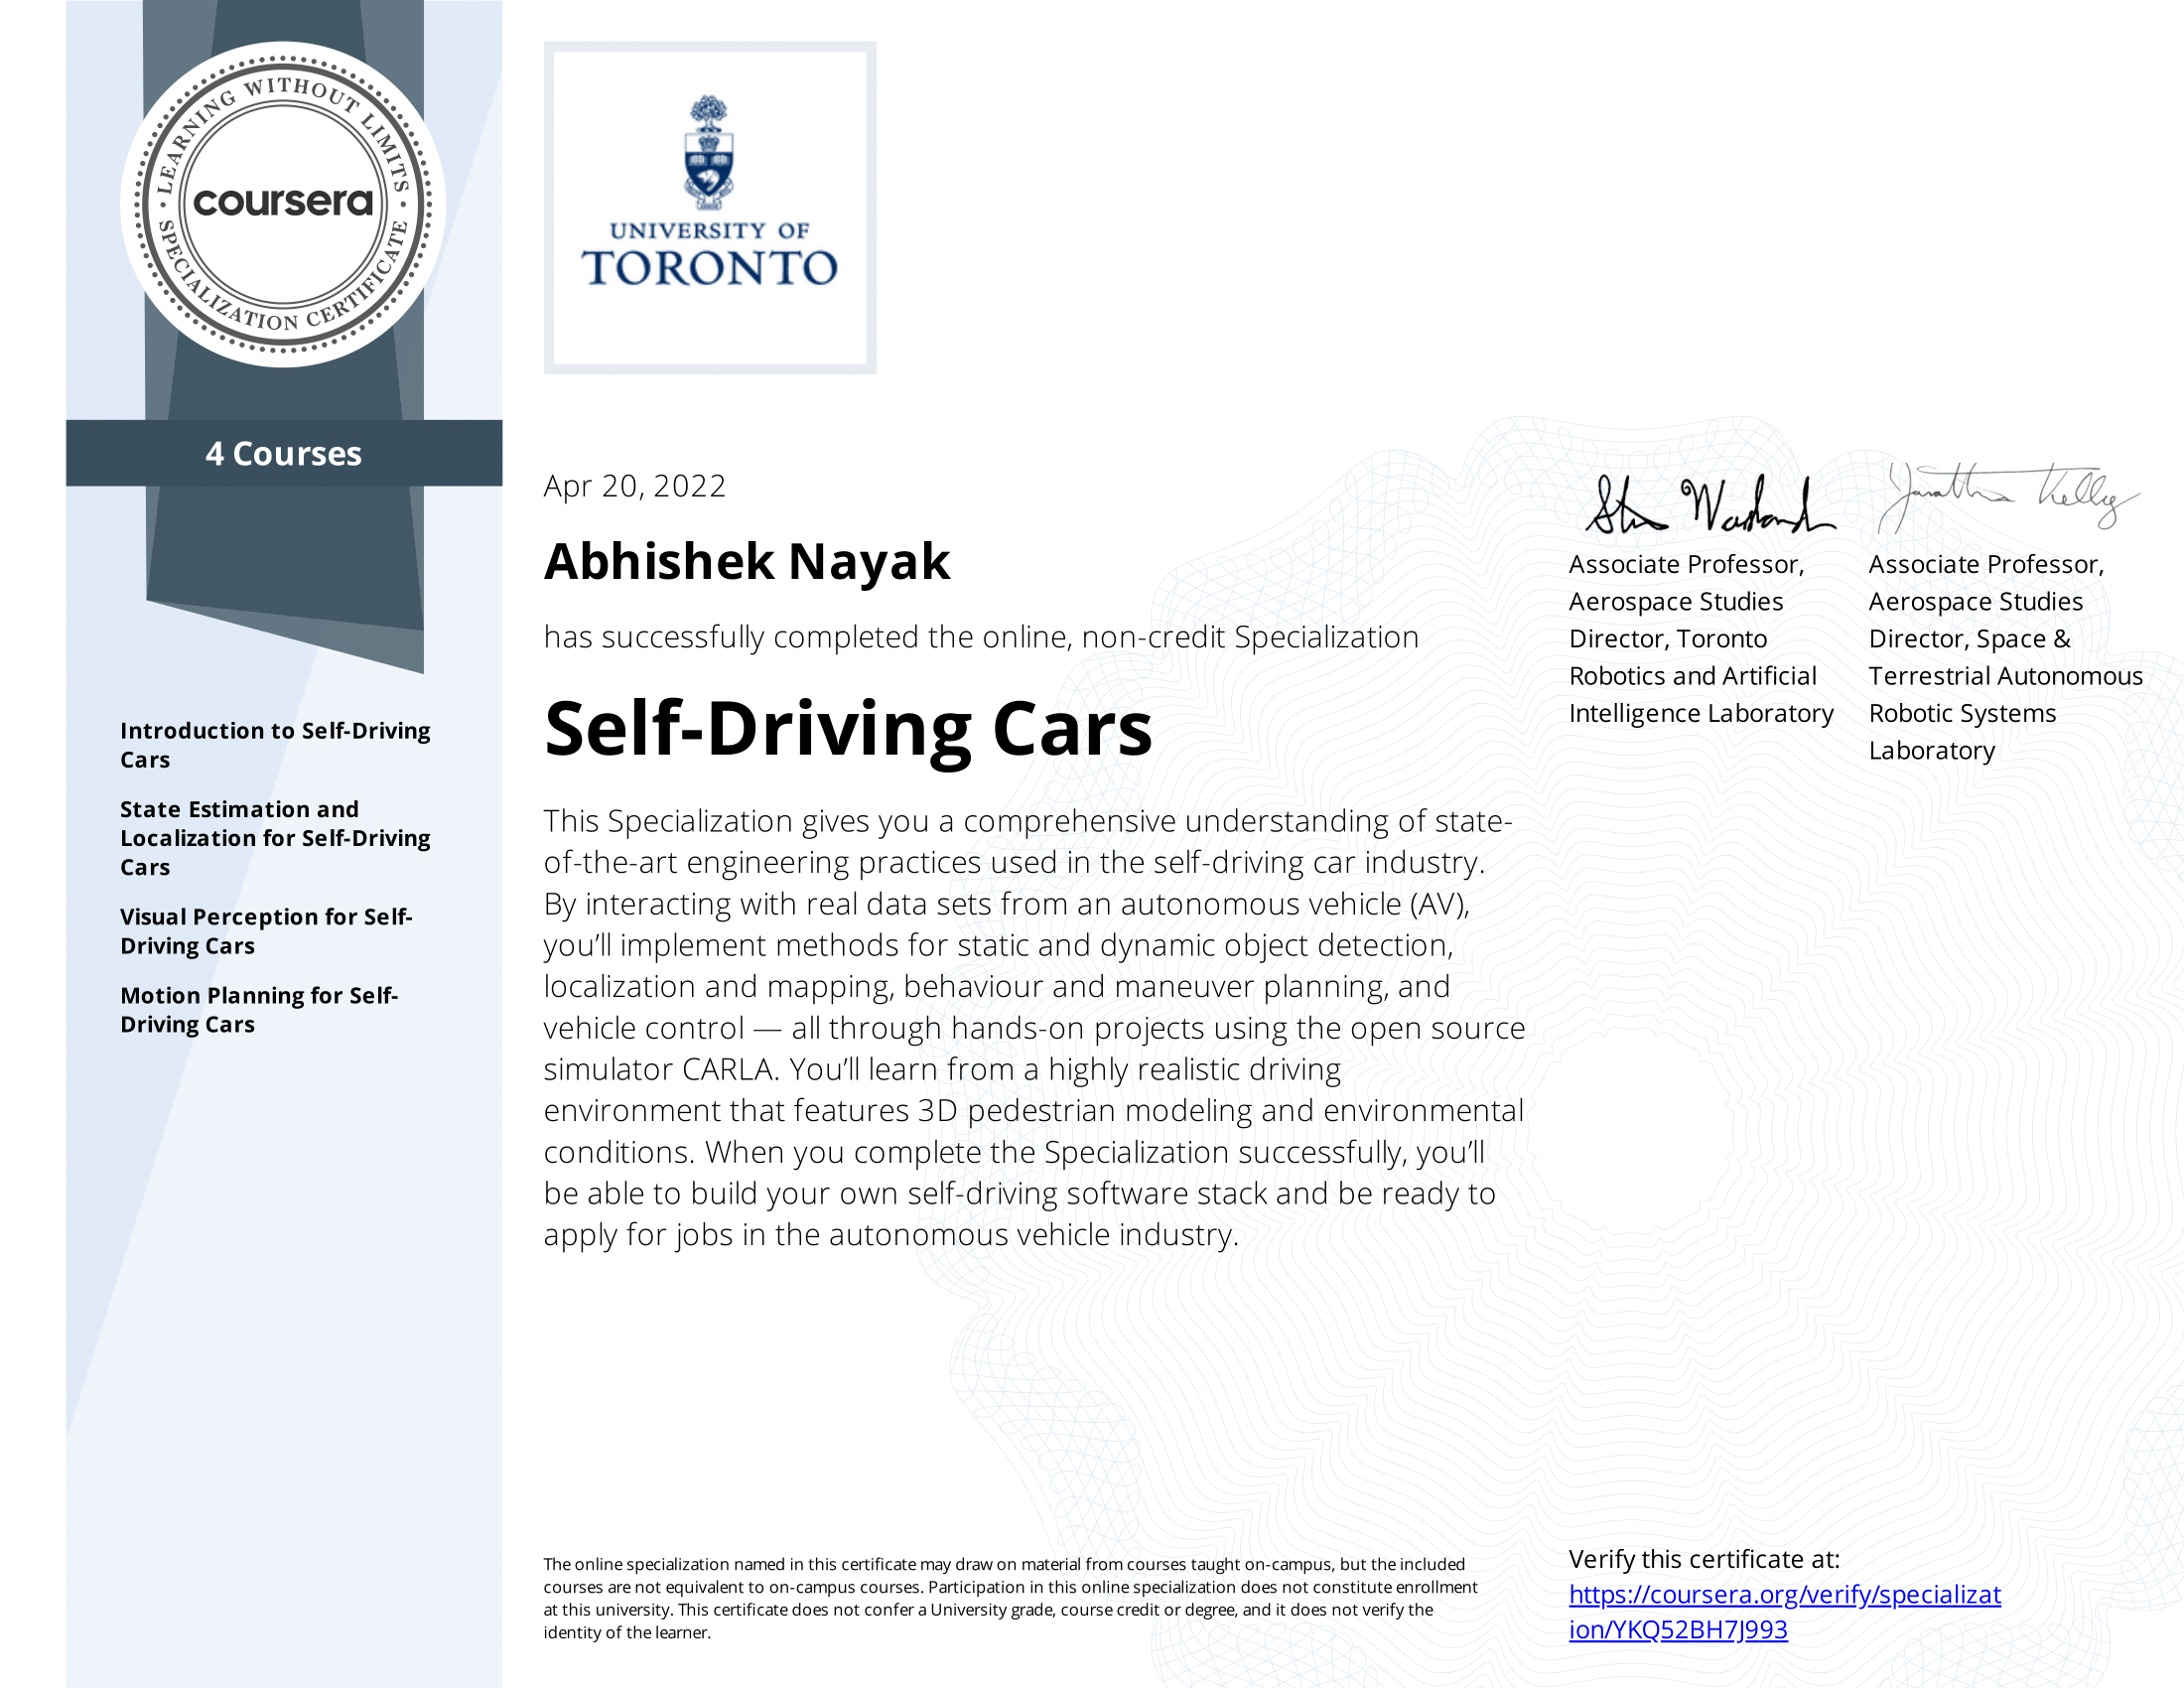 LEARNING WITHOUT LIMITS
coursera
SPECIALIZATION CERTIFICATE
4 Courses
Introduction to Self-Driving
Cars
State Estimation and
Localization for Self-Driving
Cars
Visual Perception for Self-
Driving Cars
Motion Planning for Self-
Driving Cars
UNIVERSITY OF
TORONTO
Apr 20, 2022
Abhishek Nayak
has successfully completed the online, non-credit Specialization
Self-Driving Cars
This Specialization gives you a comprehensive understanding of state-
of-the-art engineering practices used in the self-driving car industry.
By interacting with real data sets from an autonomous vehicle (AV),
you’ll implement methods for static and dynamic object detection,
localization and mapping, behaviour and maneuver planning, and
vehicle control — all through hands-on projects using the open source
simulator CARLA. You’ll learn from a highly realistic driving
environment that features 3D pedestrian modeling and environmental
conditions. When you complete the Specialization successfully, you’ll
be able to build your own self-driving software stack and be ready to
apply for jobs in the autonomous vehicle industry.
Associate Professor,
Aerospace Studies
Director, Toronto
Robotics and Artificial
Intelligence Laboratory
Kelly
Associate Professor,
Aerospace Studies
Director, Space &
Terrestrial Autonomous
Robotic Systems
Laboratory
The online specialization named in this certificate may draw on material from courses taught on-campus, but the included
courses are not equivalent to on-campus courses. Participation in this online specialization does not constitute enrollment
at this university. This certificate does not confer a University grade, course credit or degree, and it does not verify the
identity of the learner.
Verify this certificate at:
https://coursera.org/verify/specializat
ion/YKQ52BH7J993